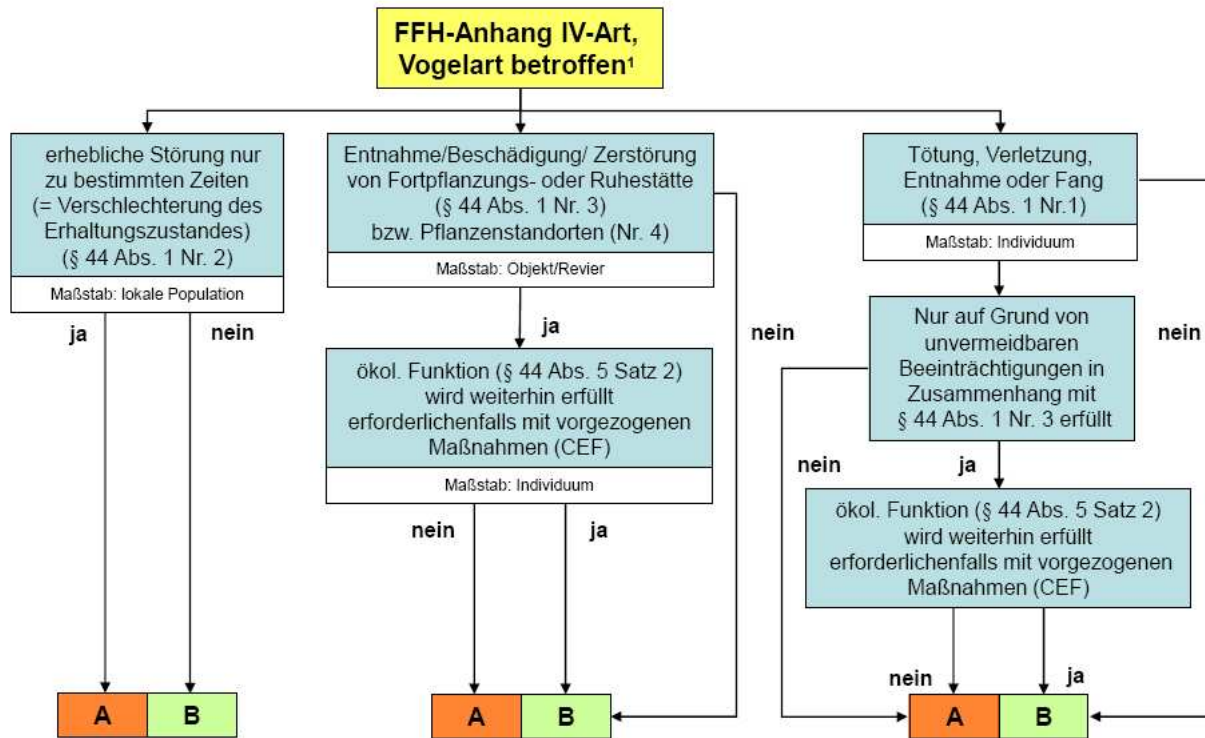 FFH-Anhang IV-Art,
Vogelart betroffen¹
erhebliche Störung nur
zu bestimmten Zeiten
(= Verschlechterung des
Erhaltungszustandes)
(§ 44 Abs. 1 Nr. 2)
Maßstab: lokale Population
ja
nein
A
B
Entnahme/Beschädigung/ Zerstörung
von Fortpflanzungs- oder Ruhestätte
(§ 44 Abs. 1 Nr. 3)
bzw. Pflanzenstandorten (Nr. 4)
Maßstab: Objekt/Revier
ja
nein
ökol. Funktion (§ 44 Abs. 5 Satz 2)
wird weiterhin erfüllt
erforderlichenfalls mit vorgezogenen
Maßnahmen (CEF)
Maßstab: Individuum
nein
ja
A
B
Tötung, Verletzung,
Entnahme oder Fang
(§ 44 Abs. 1 Nr.1)
Maßstab: Individuum
Nur auf Grund von
unvermeidbaren
Beeinträchtigungen in
Zusammenhang mit
§ 44 Abs. 1 Nr. 3 erfüllt
nein
nein
ja
ökol. Funktion (§ 44 Abs. 5 Satz 2)
wird weiterhin erfüllt
erforderlichenfalls mit vorgezogenen
Maßnahmen (CEF)
nein
ja
A
B